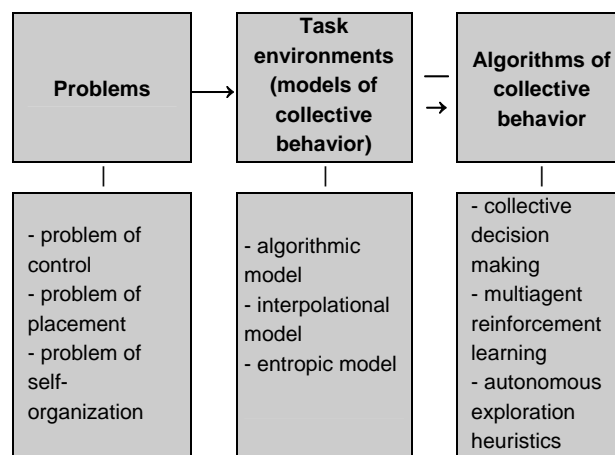 Problems
Task
environments
(models of
collective
behavior)
Algorithms of
collective
behavior
- problem of
control
- problem of
placement
- problem of
self-
organization
- algorithmic
model
- interpolational
model
- entropic model
- collective
decision
making
- multiagent
reinforcement
learning
- autonomous
exploration
heuristics